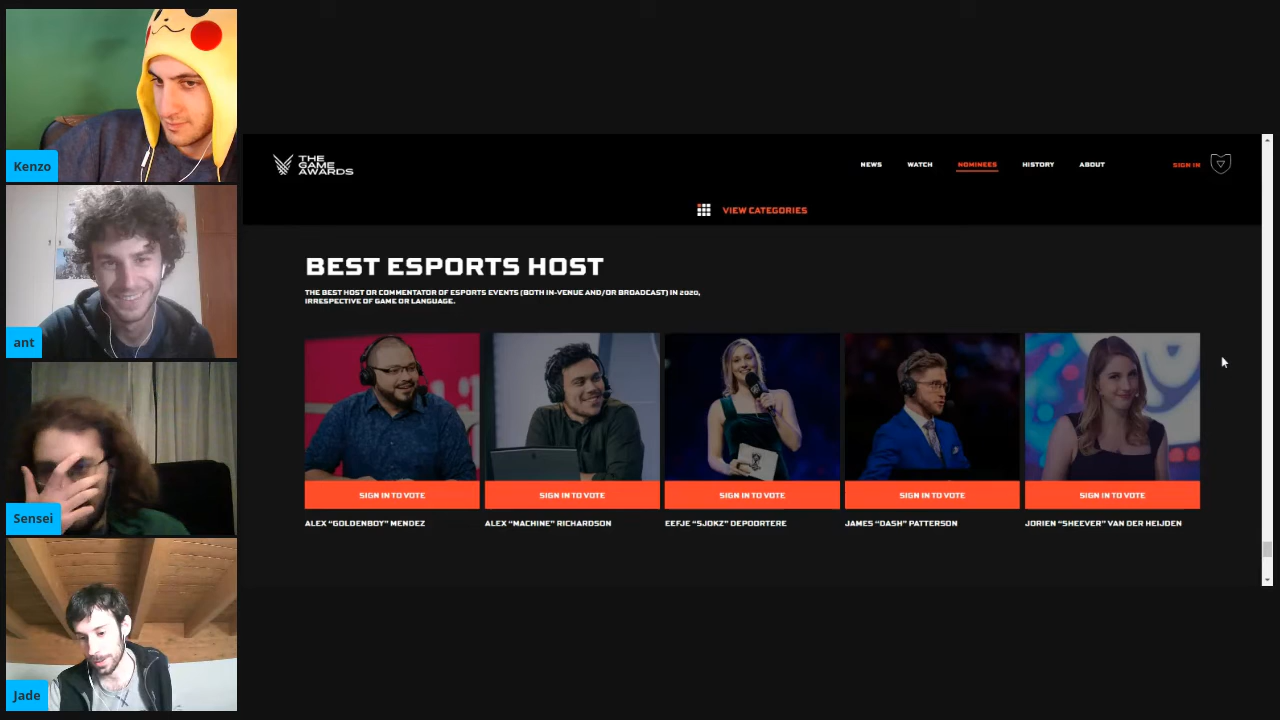 Kenzo
ant
Sensei
Jade
THE
GAME
AWARDS
NEWS
WATCH
NOMINEES
HISTORY
ABOUT
SIGN IN
VIEW CATEGORIES
BEST ESPORTS HOST
THE BEST HOST OR COMMENTATOR OF ESPORTS EVENTS (BOTH IN-VENUE AND/OR BROADCAST) IN 2020,
IRRESPECTIVE OF GAME OR LANGUAGE.
SIGN IN TO VOTE
SIGN IN TO VOTE
SIGN IN TO VOTE
SIGN IN TO VOTE
SIGN IN TO VOTE
ALEX “GOLDENBOY” MENDEZ
ALEX “MACHINE” RICHARDSON
EEFJE “SJOKZ” DEPOORTERE
JAMES “DASH” PATTERSON
JORIEN “SHEEVER” VAN DER HEIJDEN